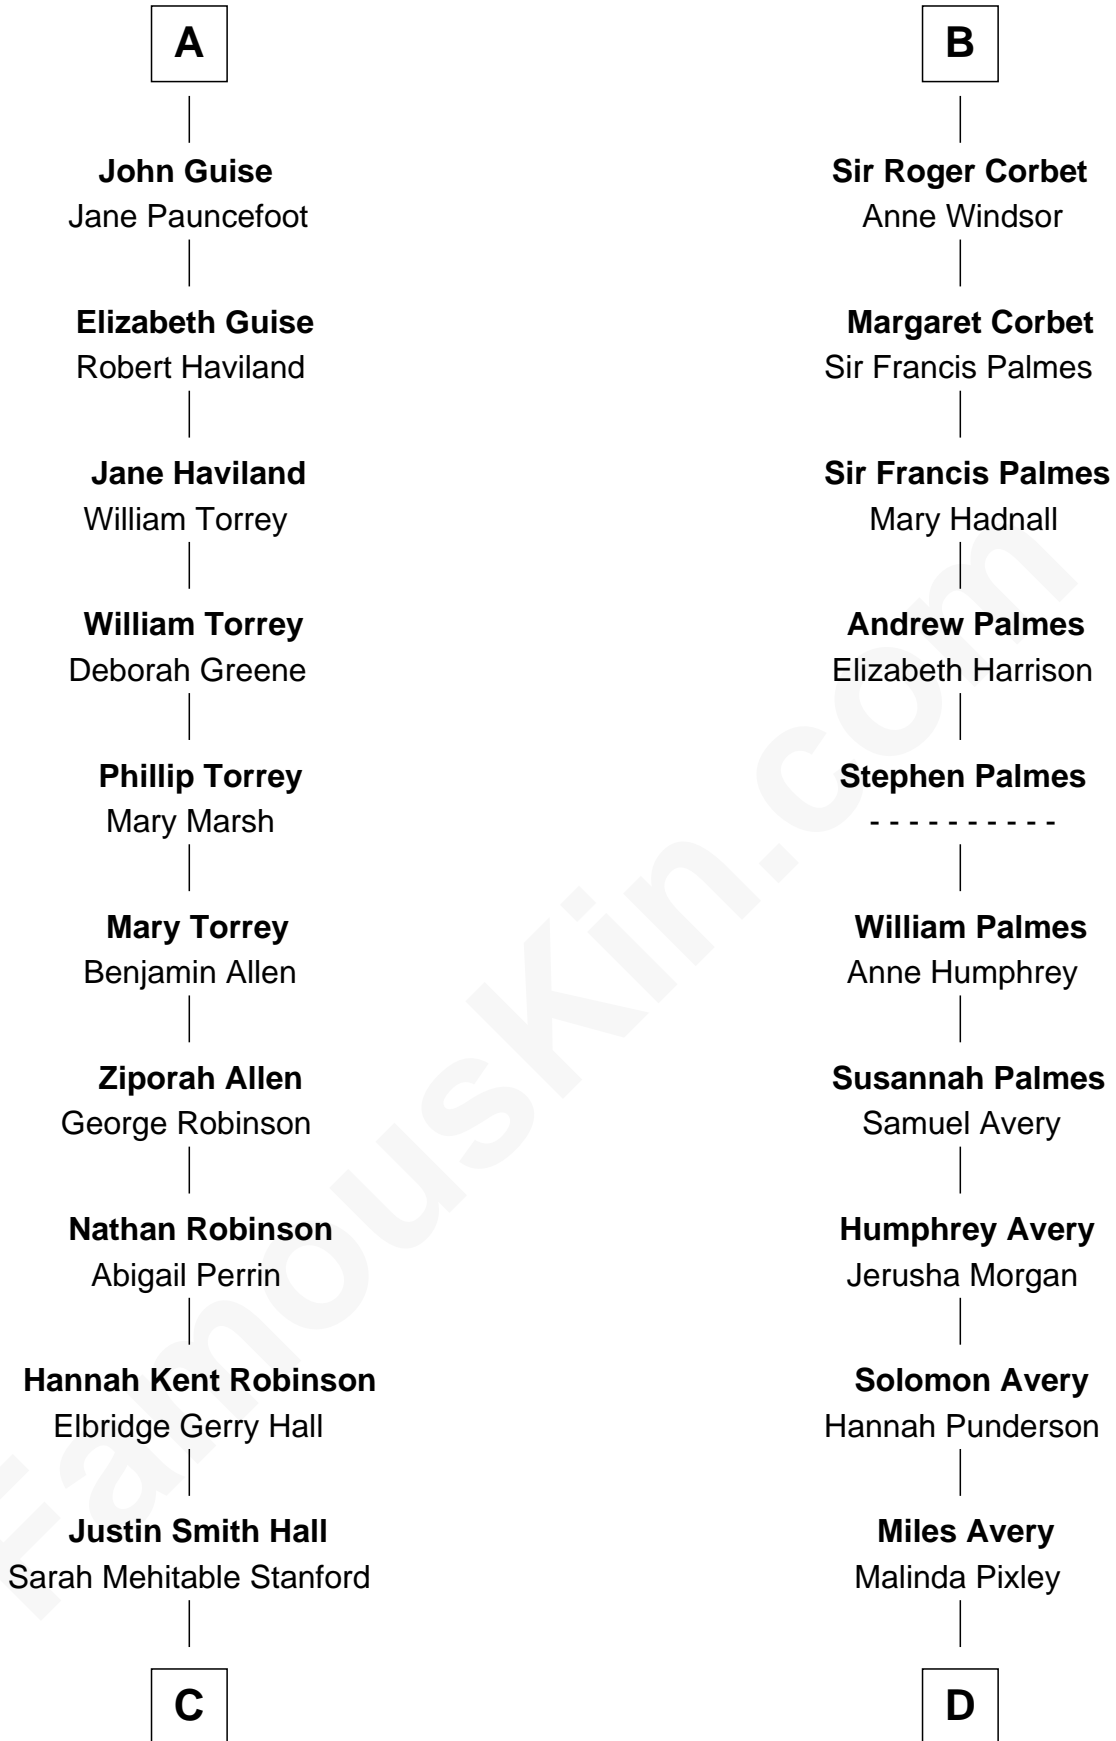 A
John Guise
Jane Pauncefoot
Elizabeth Guise
Robert Haviland
Jane Haviland
William Torrey
William Torrey
Deborah Greene
Phillip Torrey
Mary Marsh
Mary Torrey
Benjamin Allen
Ziporah Allen
George Robinson
Nathan Robinson
Abigail Perrin
Hannah Kent Robinson
Elbridge Gerry Hall
Justin Smith Hall
Sarah Mehitable Stanford
C
B
Sir Roger Corbet
Anne Windsor
Margaret Corbet
Sir Francis Palmes
Sir Francis Palmes
Mary Hadnall
Andrew Palmes
Elizabeth Harrison
Stephen Palmes
- - - - - - - - - -
William Palmes
Anne Humphrey
Susannah Palmes
Samuel Avery
Humphrey Avery
Jerusha Morgan
Solomon Avery
Hannah Punderson
Miles Avery
Malinda Pixley
D
FamousKin.com